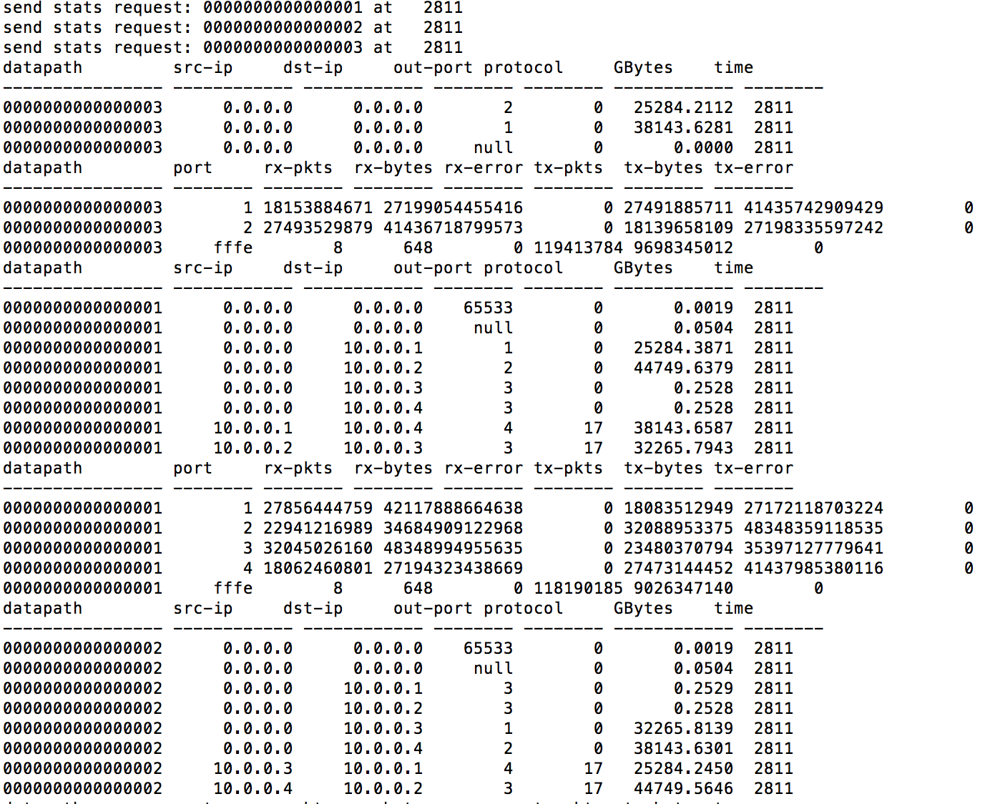 send stats request: 0000000000000001 at   2811
send stats request: 0000000000000002 at   2811
send stats request: 0000000000000003 at   2811
datapath         src-ip     dst-ip     out-port protocol     GBytes    time
---------------- ------------ ------------ -------- -------- ------------ --------
0000000000000003      0.0.0.0      0.0.0.0        2        0   25284.2112  2811
0000000000000003      0.0.0.0      0.0.0.0        1        0   38143.6281  2811
0000000000000003      0.0.0.0      0.0.0.0     null        0       0.0000  2811
datapath         port     rx-pkts  rx-bytes rx-error tx-pkts  tx-bytes tx-error
---------------- -------- -------- -------- -------- -------- -------- --------
0000000000000003        1 18153884671 27199054455416        0 27491885711 41435742909429        0
0000000000000003        2 27493529879 41436718799573        0 18139658109 27198335597242        0
0000000000000003     fffe        8      648        0 119413784 9698345012        0
datapath         src-ip     dst-ip     out-port protocol     GBytes    time
---------------- ------------ ------------ -------- -------- ------------ --------
0000000000000001      0.0.0.0      0.0.0.0    65533        0       0.0019  2811
0000000000000001      0.0.0.0      0.0.0.0     null        0       0.0504  2811
0000000000000001      0.0.0.0     10.0.0.1        1        0   25284.3871  2811
0000000000000001      0.0.0.0     10.0.0.2        2        0   44749.6379  2811
0000000000000001      0.0.0.0     10.0.0.3        3        0       0.2528  2811
0000000000000001      0.0.0.0     10.0.0.4        3        0       0.2528  2811
0000000000000001     10.0.0.1     10.0.0.4        4       17   38143.6587  2811
0000000000000001     10.0.0.2     10.0.0.3        3       17   32265.7943  2811
datapath         port     rx-pkts  rx-bytes rx-error tx-pkts  tx-bytes tx-error
---------------- -------- -------- -------- -------- -------- -------- --------
0000000000000001        1 27856444759 42117888664638        0 18083512949 27172118703224        0
0000000000000001        2 22941216989 34684909122968        0 32088953375 48348359118535        0
0000000000000001        3 32045026160 48348994955635        0 23480370794 35397127779641        0
0000000000000001        4 18062460801 27194323438669        0 27473144452 41437985380116        0
0000000000000001     fffe        8      648        0 118190185 9026347140        0
datapath         src-ip     dst-ip     out-port protocol     GBytes    time
---------------- ------------ ------------ -------- -------- ------------ --------
0000000000000002      0.0.0.0      0.0.0.0    65533        0       0.0019  2811
0000000000000002      0.0.0.0      0.0.0.0     null        0       0.0504  2811
0000000000000002      0.0.0.0     10.0.0.1        3        0       0.2529  2811
0000000000000002      0.0.0.0     10.0.0.2        3        0       0.2528  2811
0000000000000002      0.0.0.0     10.0.0.3        1        0   32265.8139  2811
0000000000000002      0.0.0.0     10.0.0.4        2        0   38143.6301  2811
0000000000000002     10.0.0.3     10.0.0.1        4       17   25284.2450  2811
0000000000000002     10.0.0.4     10.0.0.2        3       17   44749.5646  2811